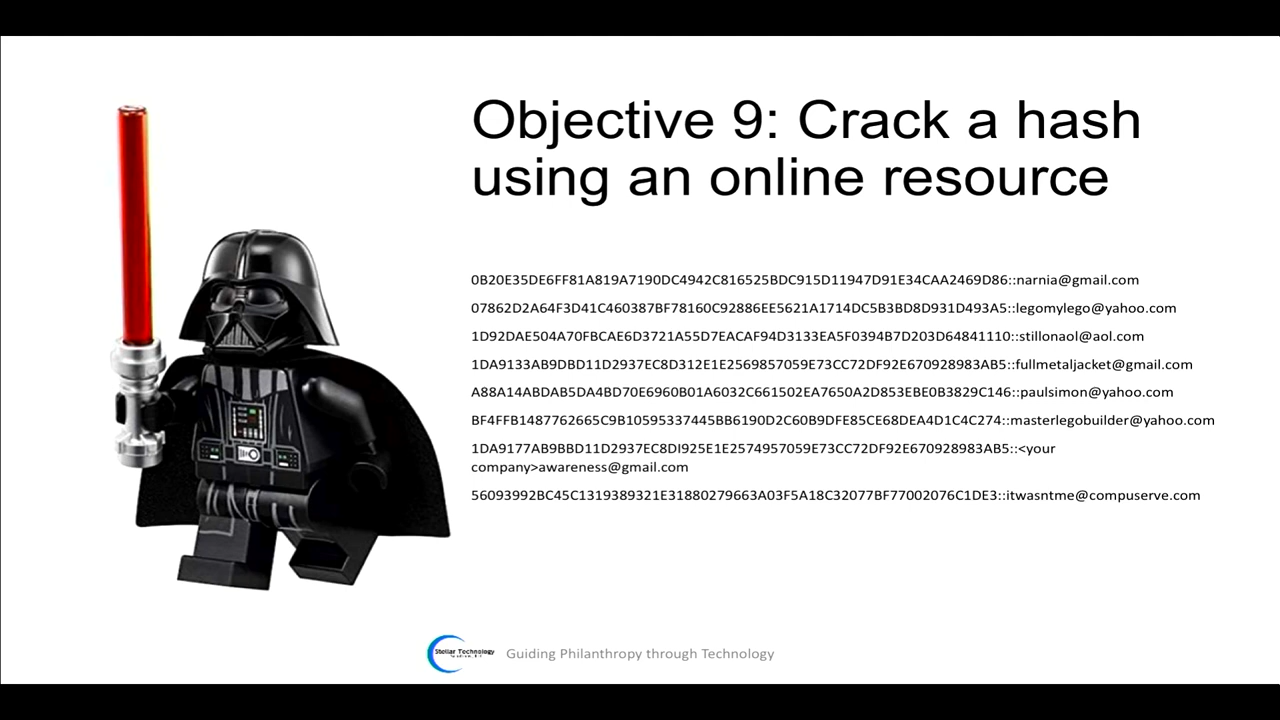 Objective 9: Crack a hash
using an online resource
0B20E35DE6FF81A819A7190DC4942C816525BDC915D11947D91E34CAA2469D86::narnia@gmail.com
07862D2A64F3D41C460387BF78160C92886EE5621A1714DC5B3BD8D931D493A5::legomylego@yahoo.com
1D92DAE504A70FBCAE6D3721A55D7EACAF94D3133EA5F0394B7D203D64841110::stillonaol@aol.com
1DA9133AB9DBD11D2937EC8D312E1E2569857059E73CC72DF92E670928983AB5::fullmetaljacket@gmail.com
A88A14ABDAB5DA4BD70E6960B01A6032C661502EA7650A2D853EBE0B3829C146::paulsimon@yahoo.com
BF4FFB1487762665C9B10595337445BB6190D2C60B9DFE85CE68DEA4D1C4C274::masterlegobuilder@yahoo.com
1DA9177AB9BBD11D2937EC8DI925E1E2574957059E73CC72DF92E670928983AB5::<your
company>awareness@gmail.com
56093992BC45C1319389321E31880279663A03F5A18C32077BF77002076C1DE3::itwasntme@compuserve.com
Stellar Technology
Guiding Philanthropy through Technology